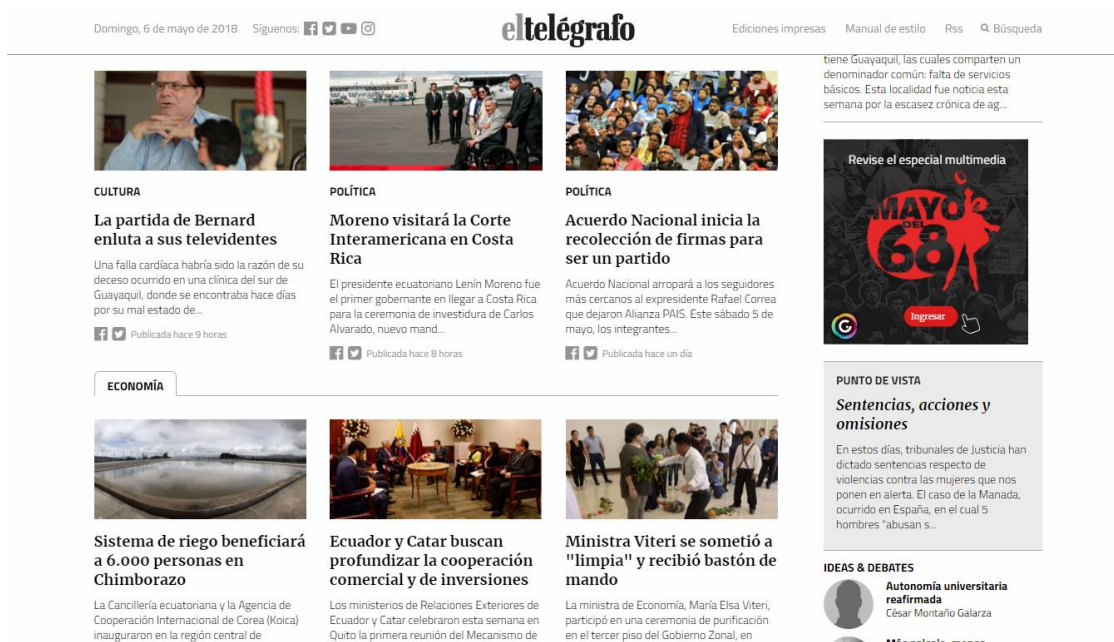 Domingo, 6 de mayo de 2018 Síguenos:
eltelégrafo
Ediciones impresas Manual de estilo Rss Búsqueda
CULTURA
La partida de Bernard
enluta a sus televidentes
Una falla cardíaca habría sido la razón de su
deceso ocurrido en una clínica del sur de
Guayaquil, donde se encontraba hace días
por su mal estado de...
Publicada hace 9 horas
POLÍTICA
Moreno visitará la Corte
Interamericana en Costa
Rica
El presidente ecuatoriano Lenín Moreno fue
el primer gobernante en llegar a Costa Rica
para la ceremonia de investidura de Carlos
Alvarado, nuevo mand...
Publicada hace 8 horas
POLÍTICA
Acuerdo Nacional inicia la
recolección de firmas para
ser un partido
Acuerdo Nacional arropará a los seguidores
más cercanos al expresidente Rafael Correa
que dejaron Alianza PAIS. Este sábado 5 de
mayo, los integrantes...
Publicada hace un día
ECONOMÍA
Sistema de riego beneficiará
a 6.000 personas en
Chimborazo
La Cancillería ecuatoriana y la Agencia de
Cooperación Internacional de Corea (Koica)
inauguraron en la región central de
Ecuador y Catar buscan
profundizar la cooperación
comercial y de inversiones
Los ministerios de Relaciones Exteriores de
Ecuador y Catar celebraron esta semana en
Quito la primera reunión del Mecanismo de
Ministra Viteri se sometió a
"limpia" y recibió bastón de
mando
La ministra de Economía, María Elsa Viteri,
participó en una ceremonia de purificación
en el tercer piso del Gobierno Zonal, en
tiene Guayaquil, las cuales comparten un
denominador común: falta de servicios
básicos. Esta localidad fue noticia esta
semana por la escasez crónica de ag...
Revise el especial multimedia
MAYO
DEL
68
Ingresar
G
PUNTO DE VISTA
Sentencias, acciones y
omisiones
En estos días, tribunales de Justicia han
dictado sentencias respecto de
violencias contra las mujeres que nos
ponen en alerta. El caso de la Manada,
ocurrido en España, en el cual 5
hombres "abusan s...
IDEAS & DEBATES
Autonomía universitaria
reafirmada
César Montaño Galarza